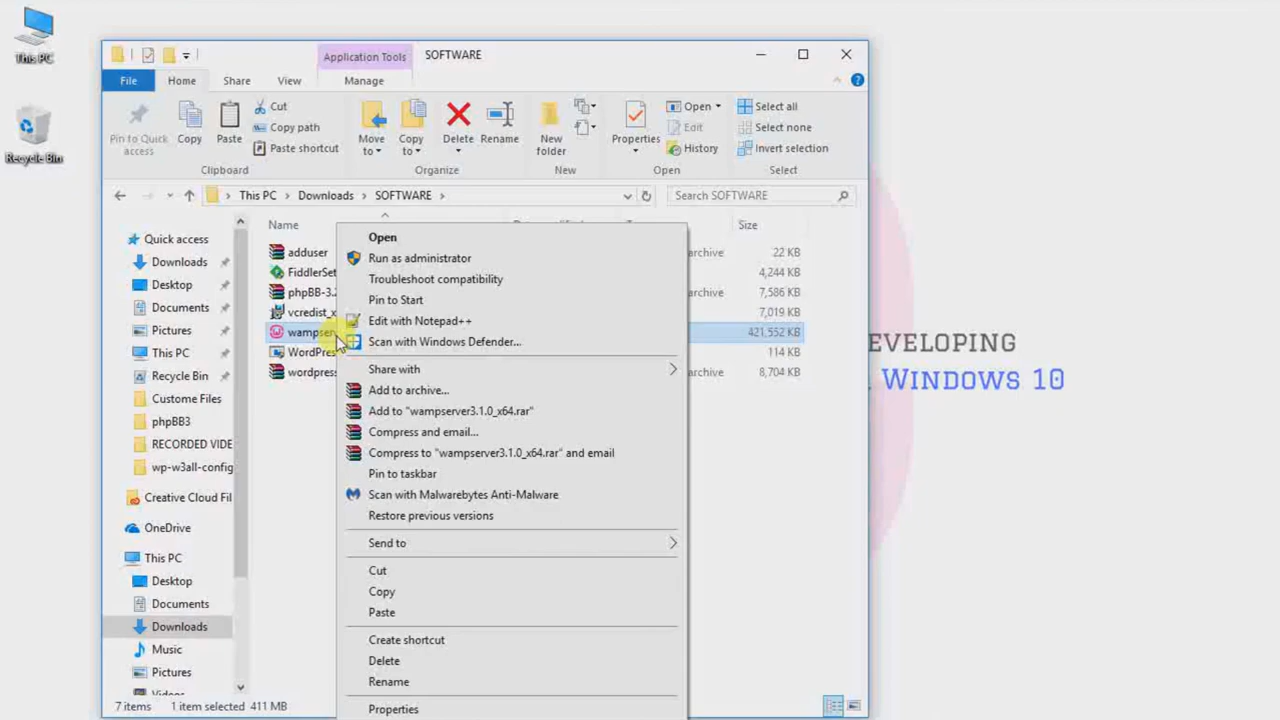 This PC
Recycle Bin
Application Tools
SOFTWARE
File
Home
Share
View
Manage
Pin to Quick access
Copy
Paste
Cut
Copy path
Paste shortcut
Clipboard
Move to
Copy to
Delete
Rename
Organize
New folder
New
Properties
Open
Edit
History
Open
Select all
Select none
Invert selection
Select
This PC > Downloads > SOFTWARE >
Search SOFTWARE
Name
Size
adduser
archive
22 KB
FiddlerSet
4,244 KB
phpBB-3.2
archive
7,586 KB
vcredist_x
7,019 KB
wampser
421,552 KB
WordPres
114 KB
wordpress
archive
8,704 KB
Quick access
Downloads
Desktop
Documents
Pictures
This PC
Recycle Bin
Custome Files
phpBB3
RECORDED VIDE
wp-w3all-config
Creative Cloud Fil
OneDrive
This PC
Desktop
Documents
Downloads
Music
Pictures
Videos
Open
Run as administrator
Troubleshoot compatibility
Pin to Start
Edit with Notepad++
Scan with Windows Defender...
Share with
Add to archive...
Add to "wampserver3.1.0_x64.rar"
Compress and email...
Compress to "wampserver3.1.0_x64.rar" and email
Pin to taskbar
Scan with Malwarebytes Anti-Malware
Restore previous versions
Send to
Cut
Copy
Paste
Create shortcut
Delete
Rename
Properties
7 items
1 item selected 411 MB
EVELOPING
WINDOWS 10